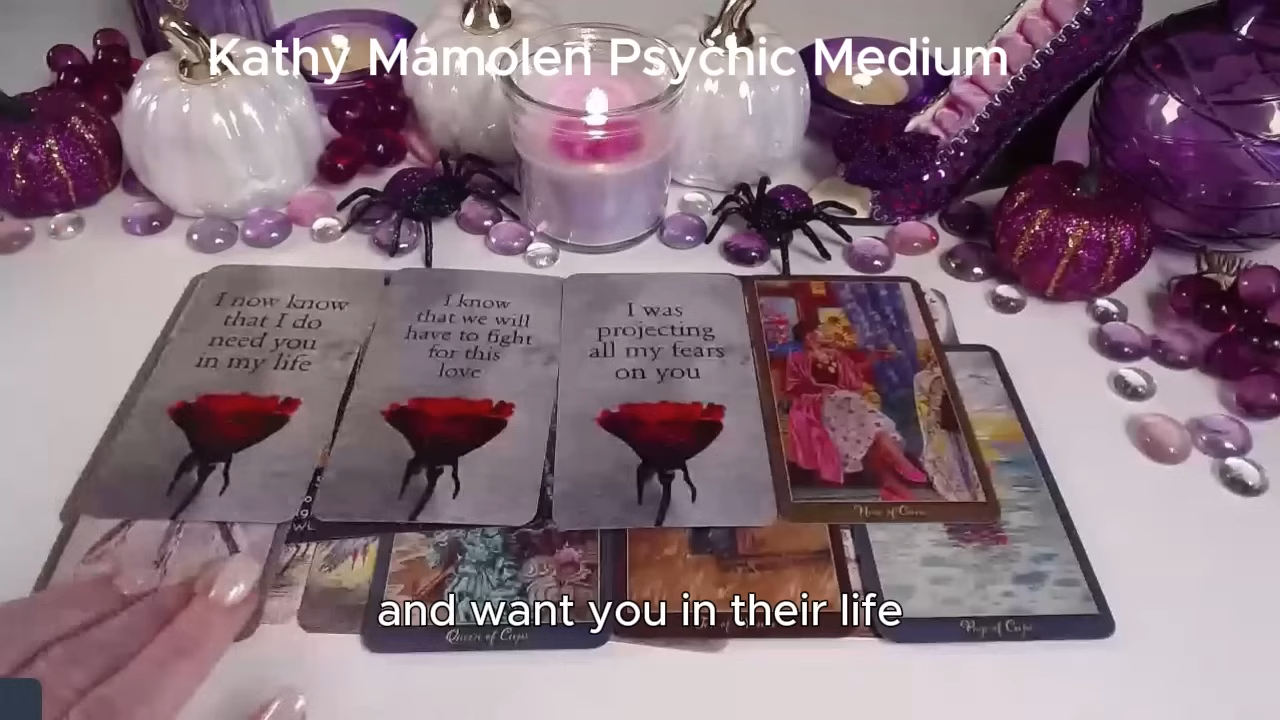 Kathy Mamolen Psychic Medium
I now know
that I do
need you
in my life
I know
that we will
have to fight
for this
love
I was
projecting
all my fears
on you
of Cups
and want you in their life
Queen of Cups
Page of Cups